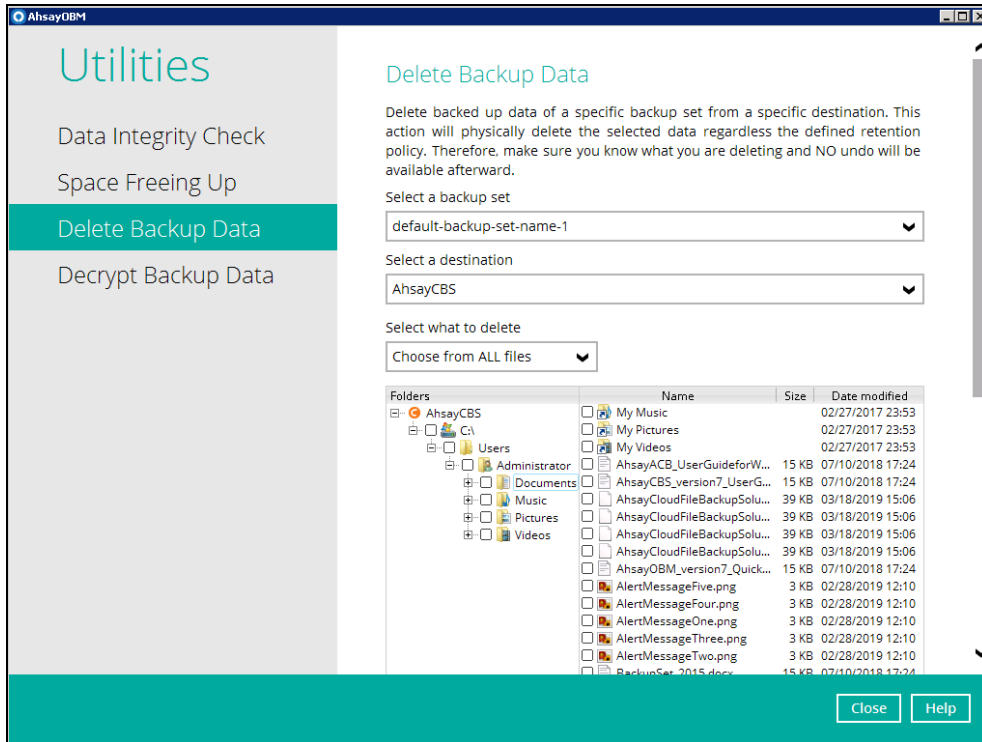 AhsayOBM
Utilities
Data Integrity Check
Space Freeing Up
Delete Backup Data
Decrypt Backup Data
Delete Backup Data
Delete backed up data of a specific backup set from a specific destination. This
action will physically delete the selected data regardless the defined retention
policy. Therefore, make sure you know what you are deleting and NO undo will be
available afterward.
Select a backup set
default-backup-set-name-1
Select a destination
AhsayCBS
Select what to delete
Choose from ALL files
Folders
AhsayCBS
C:\
Users
Administrator
Documents
Music
Pictures
Videos
Name Size Date modified
My Music 02/27/2017 23:53
My Pictures 02/27/2017 23:53
My Videos 02/27/2017 23:53
AhsayACB_UserGuideforW... 15 KB 07/10/2018 17:24
AhsayCBS_version7_UserG... 15 KB 07/10/2018 17:24
AhsayCloudFileBackupSolu... 39 KB 03/18/2019 15:06
AhsayCloudFileBackupSolu... 39 KB 03/18/2019 15:06
AhsayCloudFileBackupSolu... 39 KB 03/18/2019 15:06
AhsayCloudFileBackupSolu... 39 KB 03/18/2019 15:06
AhsayOBM_version7_Quick... 15 KB 07/10/2018 17:24
AlertMessageFive.png 3 KB 02/28/2019 12:10
AlertMessageFour.png 3 KB 02/28/2019 12:10
AlertMessageOne.png 3 KB 02/28/2019 12:10
AlertMessageThree.png 3 KB 02/28/2019 12:10
AlertMessageTwo.png 3 KB 02/28/2019 12:10
BackupSet_2015.docx 15 KB 07/10/2018 17:24
Close Help